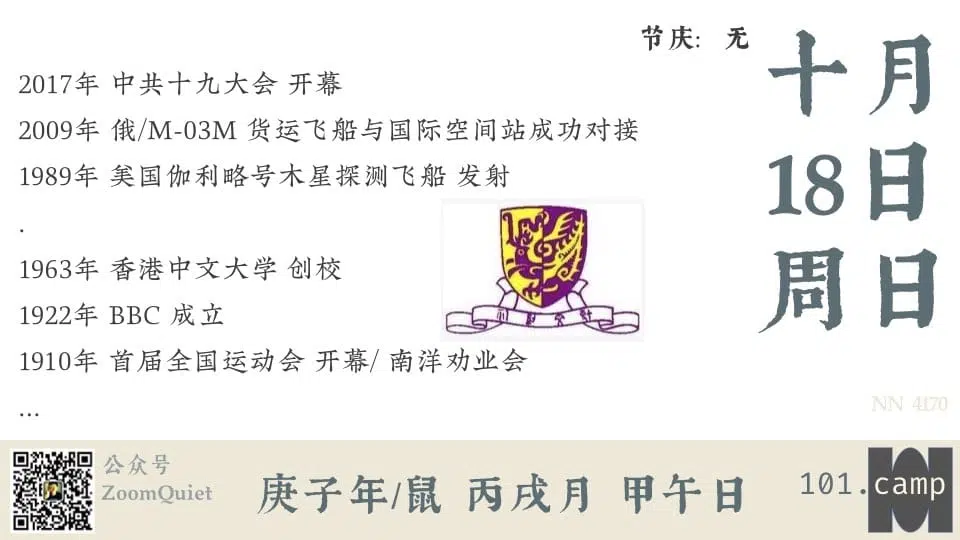 节庆: 无
十月
18日
周日
2017年 中共十九大会 开幕
2009年 俄/M-03M 货运飞船与国际空间站成功对接
1989年 美国伽利略号木星探测飞船 发射
.
1963年 香港中文大学 创校
1922年 BBC 成立
1910年 首届全国运动会 开幕/ 南洋劝业会
...
NN 4170
公众号
ZoomQuiet
庚子年/鼠 丙戌月 甲午日
101.camp